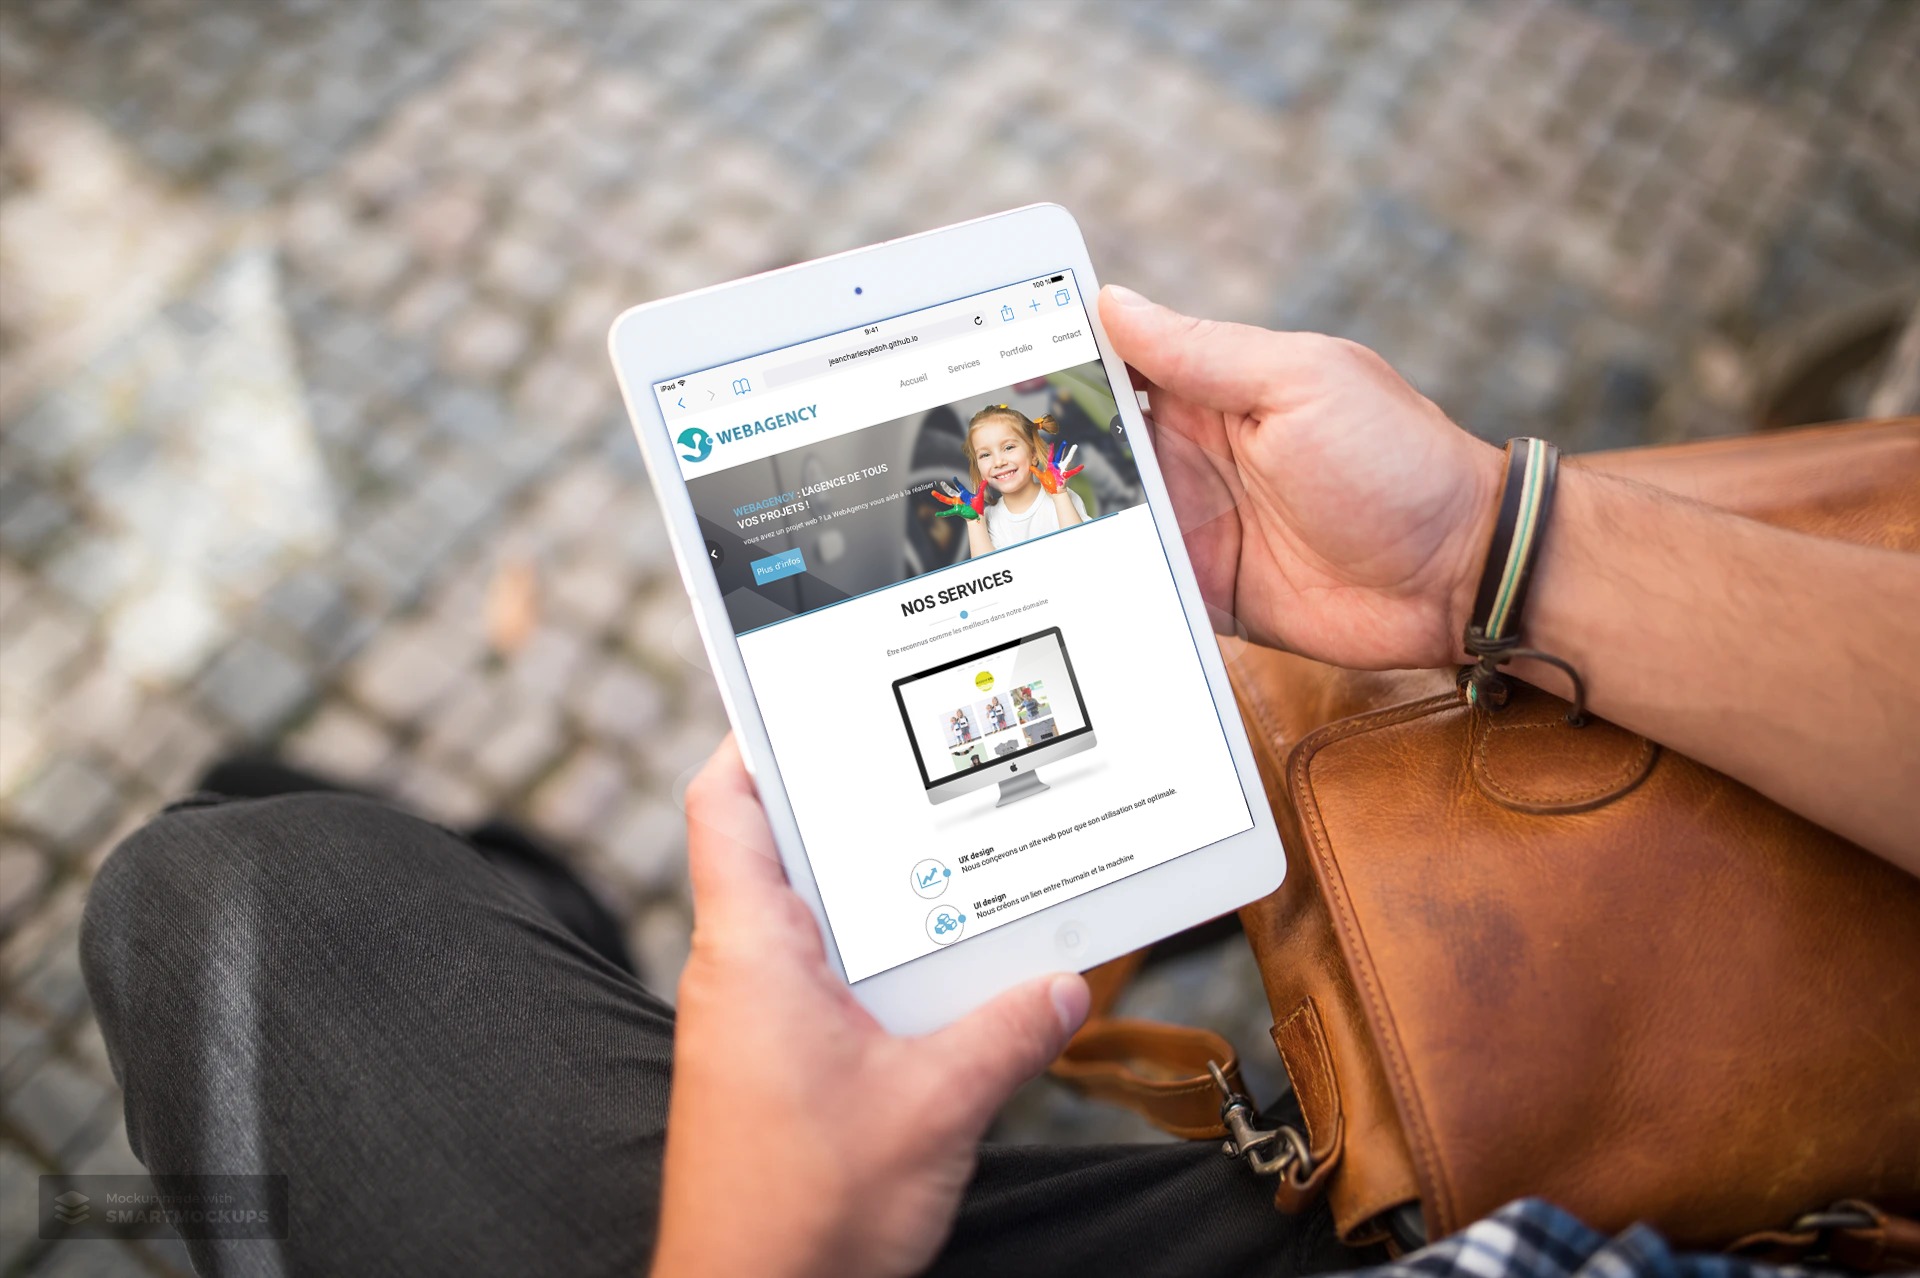 iPad
9:41
100 %
jeancharlesyedoh.github.io
WEBAGENCY
Accueil
Services
Portfolio
Contact
WEBAGENCY : L'AGENCE DE TOUS
VOS PROJETS !
vous avez un projet web ? La WebAgency vous aide à la réaliser !
Plus d'infos
NOS SERVICES
Être reconnus comme les meilleurs dans notre domaine
UX design
Nous conçevons un site web pour que son utilisation soit optimale.
UI design
Nous créons un lien entre l'humain et la machine
Mockup made with
SMARTMOCKUPS